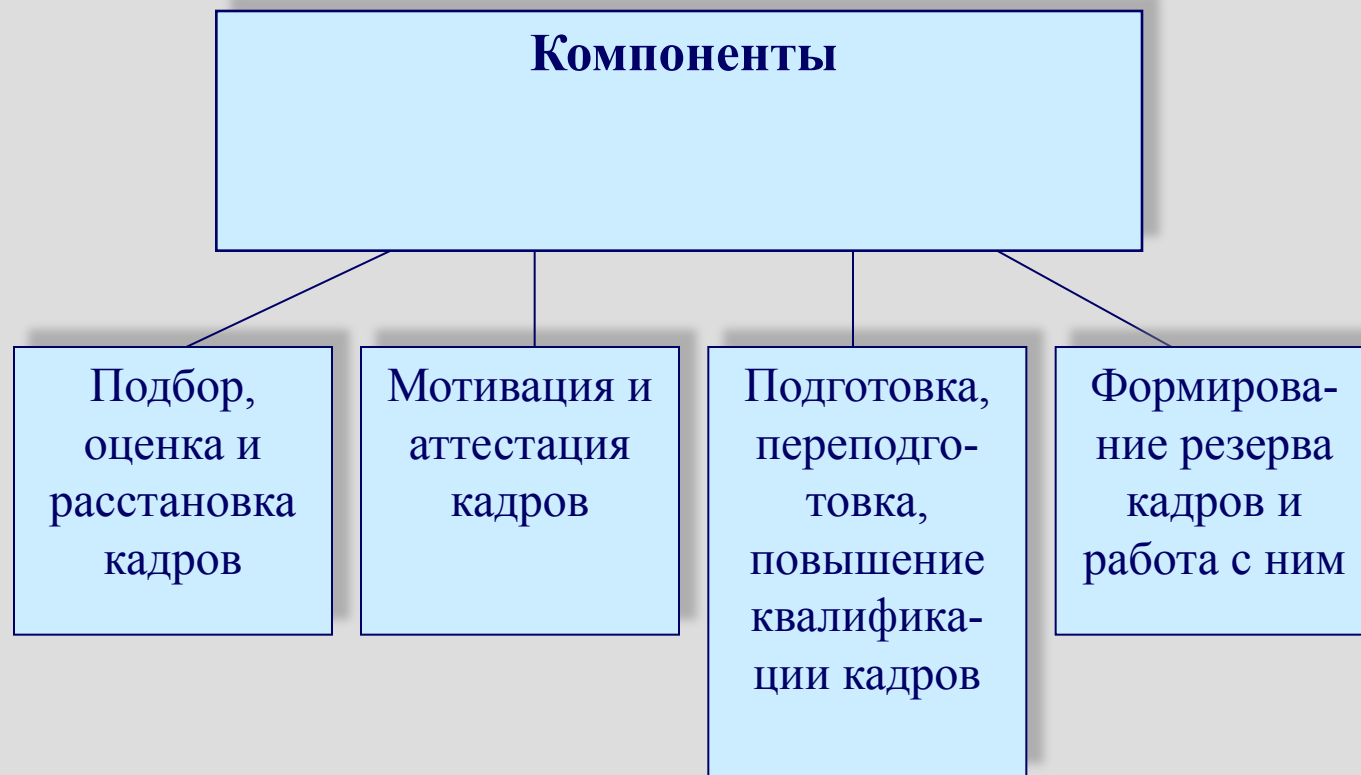 Компоненты
Подбор,
оценка и
расстановка
кадров
Мотивация и
аттестация
кадров
Подготовка,
переподго-
товка,
повышение
квалифика-
ции кадров
Формирова-
ние резерва
кадров и
работа с ним